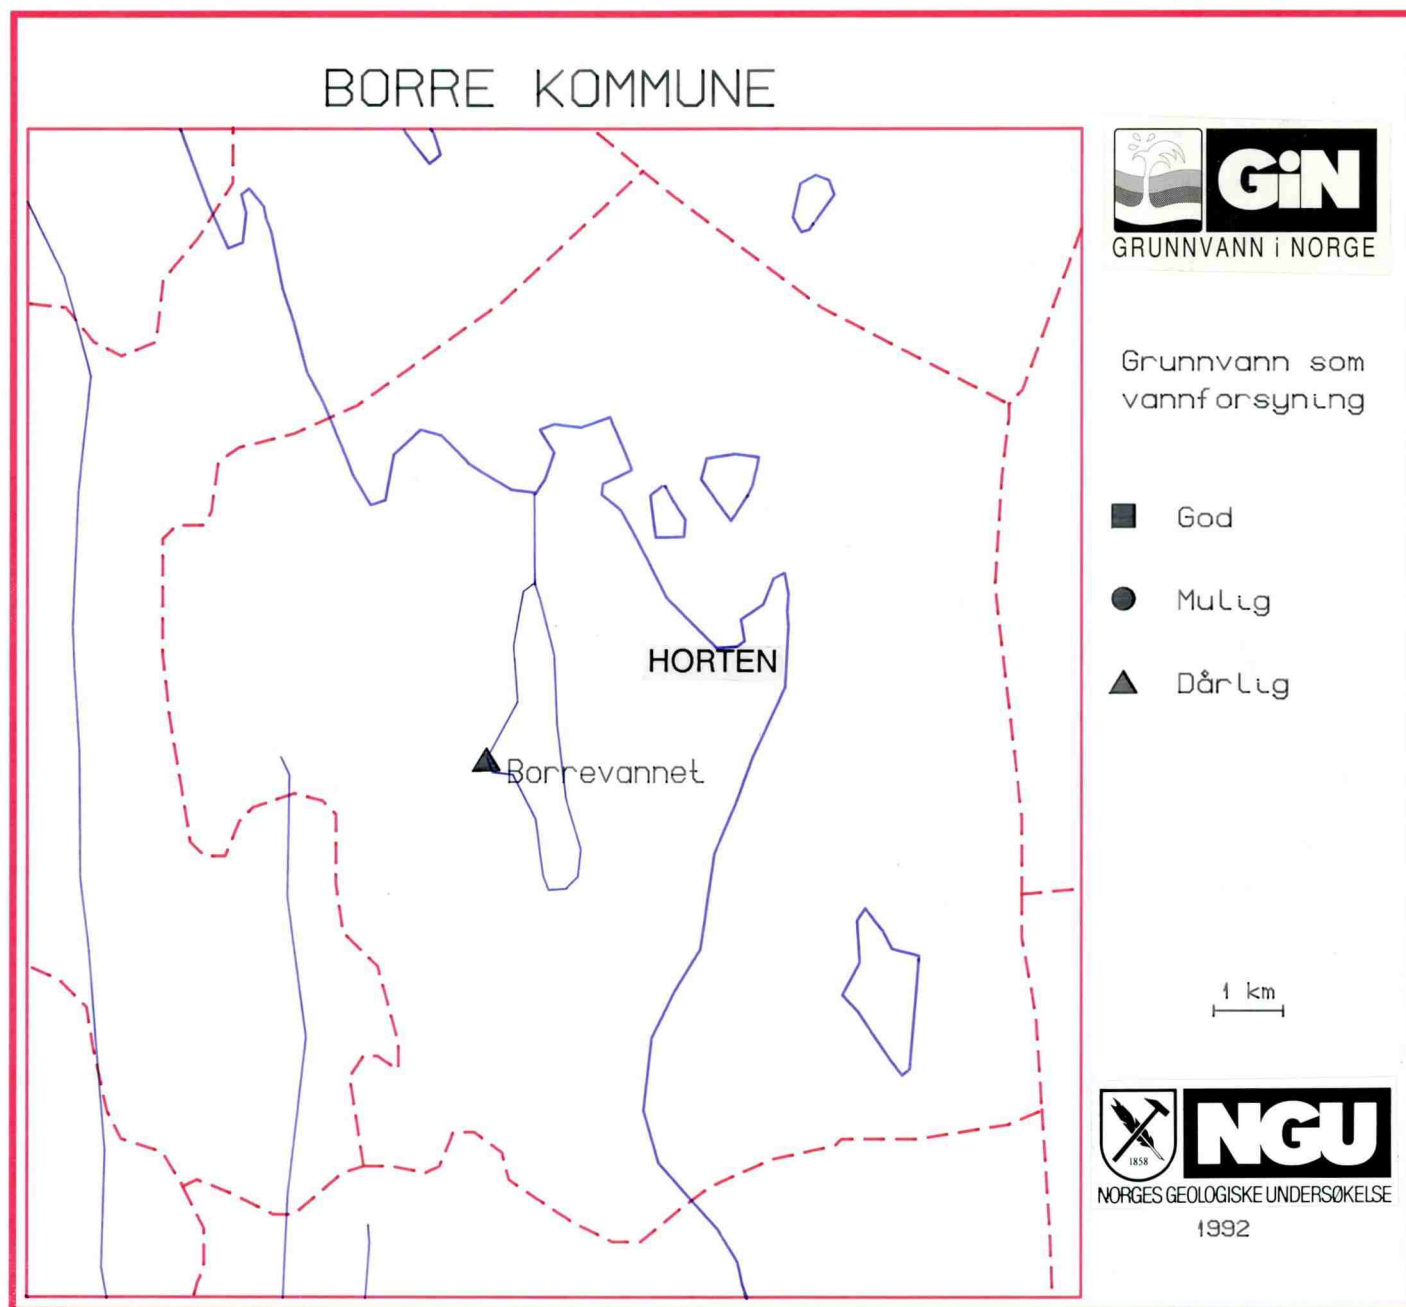 BORRE KOMMUNE
GiN
GRUNNVANN i NORGE
Grunnvann som
vannforsyning
God
Mulig
Dårlig
HORTEN
Borrevannet
1 km
1858
NGU
NORGES GEOLOGISKE UNDERSØKELSE
1992